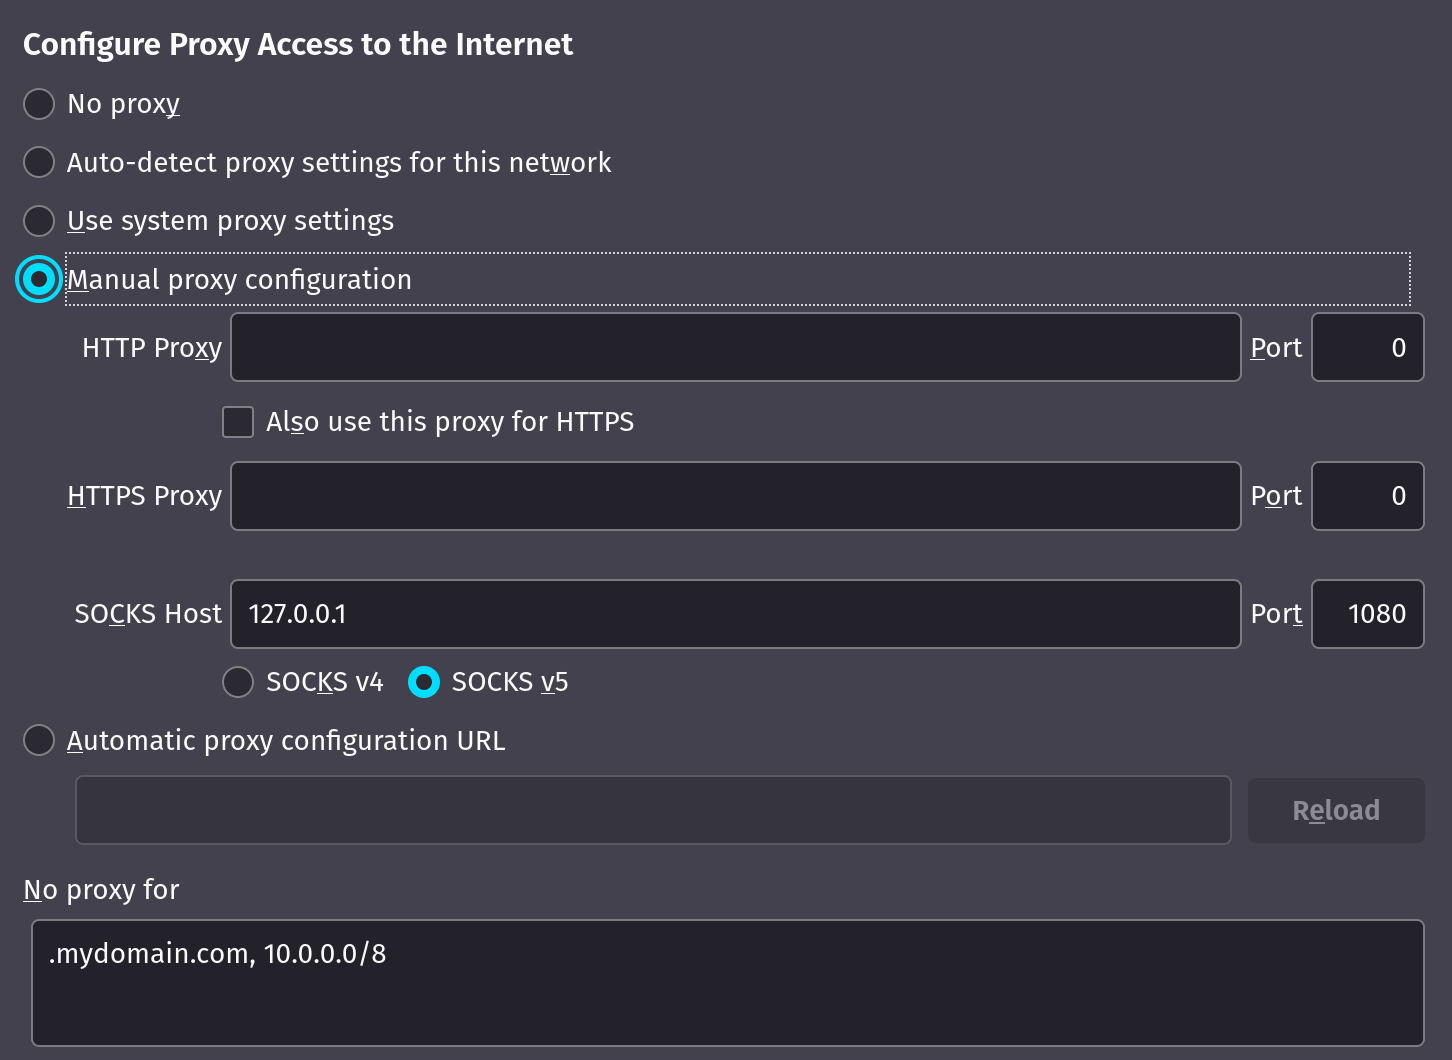 Configure Proxy Access to the Internet
No proxy
Auto-detect proxy settings for this network
Use system proxy settings
Manual proxy configuration
HTTP Proxy Port 0
Also use this proxy for HTTPS
HTTPS Proxy Port 0
SOCKS Host 127.0.0.1 Port 1080
SOCKS v4 SOCKS v5
Automatic proxy configuration URL
Reload
No proxy for
.mydomain.com, 10.0.0.0/8